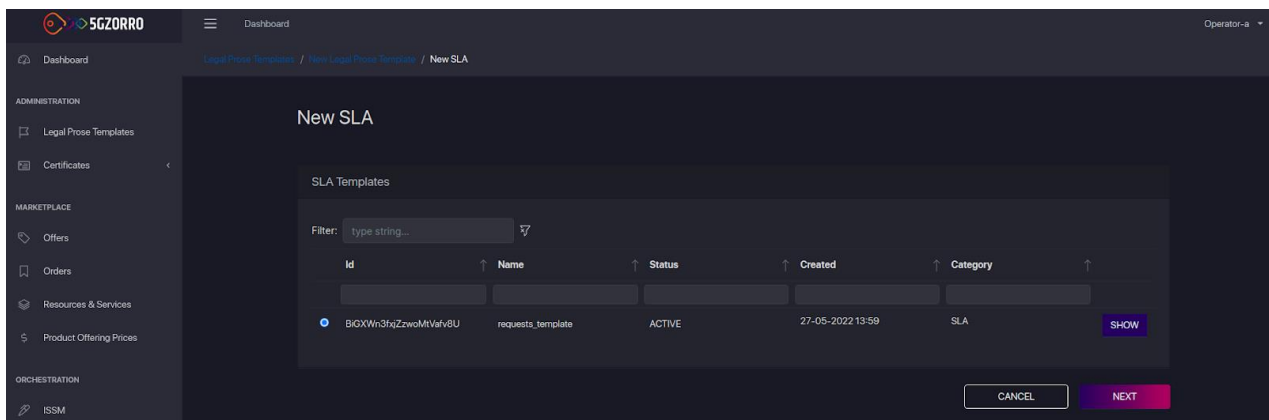 5GZORRO
Dashboard
Operator-a
Dashboard
Legal Prose Templates / New Legal Prose Template / New SLA
ADMINISTRATION
Legal Prose Templates
Certificates
MARKETPLACE
Offers
Orders
Resources & Services
Product Offering Prices
ORCHESTRATION
ISSM
New SLA
SLA Templates
Filter: type string...
Id Name Status Created Category
BiGXWn3fxjZzwoMtVafv8U requests_template ACTIVE 27-05-2022 13:59 SLA SHOW
CANCEL NEXT